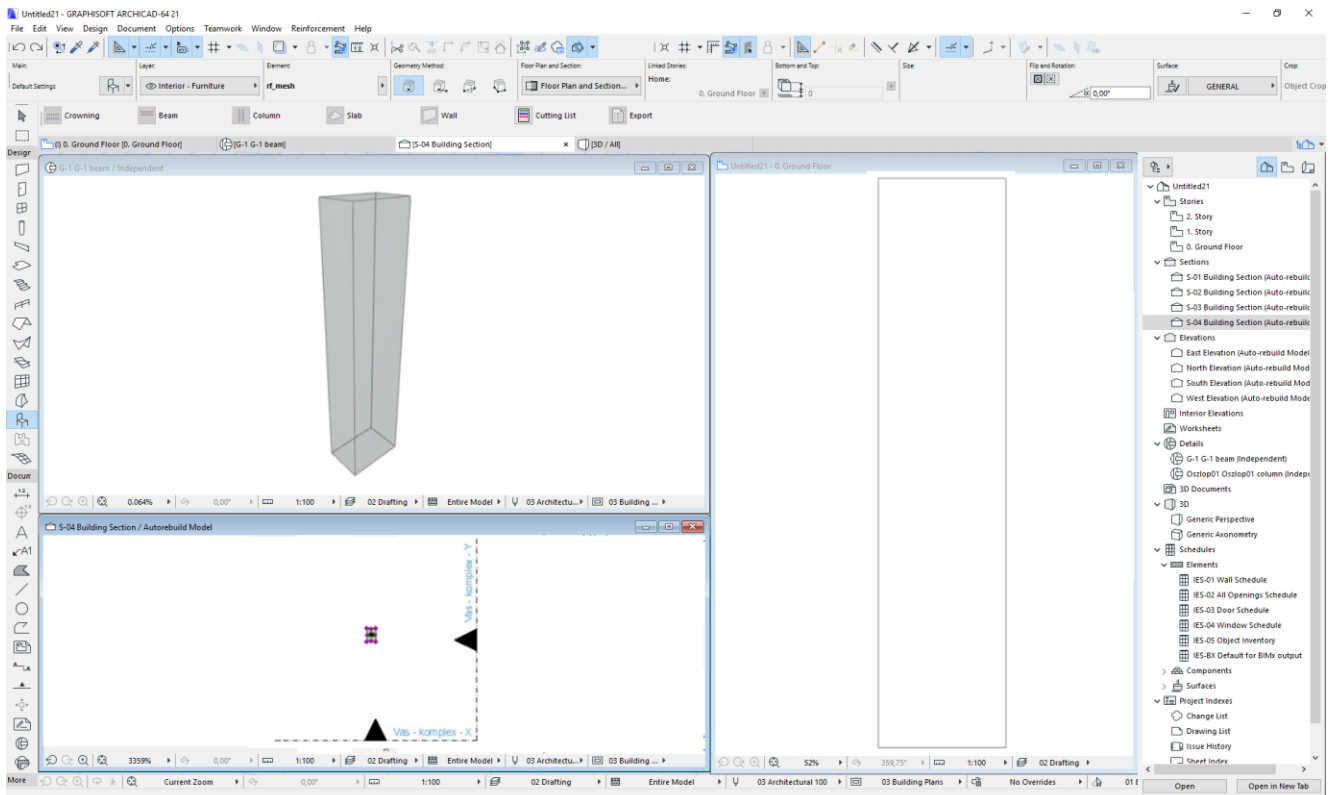 Untitled21 - GRAPHISOFT ARCHICAD-64 21
File Edit View Design Document Options Teamwork Window Reinforcement Help
Main: Layer: Element: Geometry Method: Floor Plan and Section: Linked Stories: Bottom and Top: Size: Flip and Rotation: Surface: Crop:
Default Settings Interior - Furniture rf_mesh Floor Plan and Section... Home: 0. Ground Floor 0 0,00° GENERAL Object Crop
Crowning Beam Column Slab Wall Cutting List Export
(!) 0. Ground Floor [0. Ground Floor] [G-1 G-1 beam] [S-04 Building Section] [3D / All]
Design
G-1 G-1 beam / Independent
Untitled21 - 0. Ground Floor
Untitled21
Stories
2. Story
1. Story
0. Ground Floor
Sections
S-01 Building Section (Auto-rebuilc
S-02 Building Section (Auto-rebuilc
S-03 Building Section (Auto-rebuilc
S-04 Building Section (Auto-rebuilc
Elevations
East Elevation (Auto-rebuild Model
North Elevation (Auto-rebuild Mod
South Elevation (Auto-rebuild Mod
West Elevation (Auto-rebuild Mode
Interior Elevations
Worksheets
Details
G-1 G-1 beam (Independent)
Oszlop01 Oszlop01 column (Indepe
3D Documents
3D
Generic Perspective
Generic Axonometry
Schedules
Elements
IES-01 Wall Schedule
IES-02 All Openings Schedule
IES-03 Door Schedule
IES-04 Window Schedule
IES-05 Object Inventory
IES-BX Default for BIMx output
Components
Surfaces
Project Indexes
Change List
Drawing List
Issue History
Sheet Index
Open Open in New Tab
Docum
A
A1
More
0.064% 0,00° 1:100 02 Drafting Entire Model 03 Architectu... 03 Building ...
S-04 Building Section / Autorebuild Model
Vas - komplex - Y
Vas - komplex - X
3359% 0,00° 1:100 02 Drafting Entire Model 03 Architectu... 03 Building ...
52% 359,75° 1:100 02 Drafting
Current Zoom 0,00° 1:100 02 Drafting Entire Model 03 Architectural 100 03 Building Plans No Overrides 01